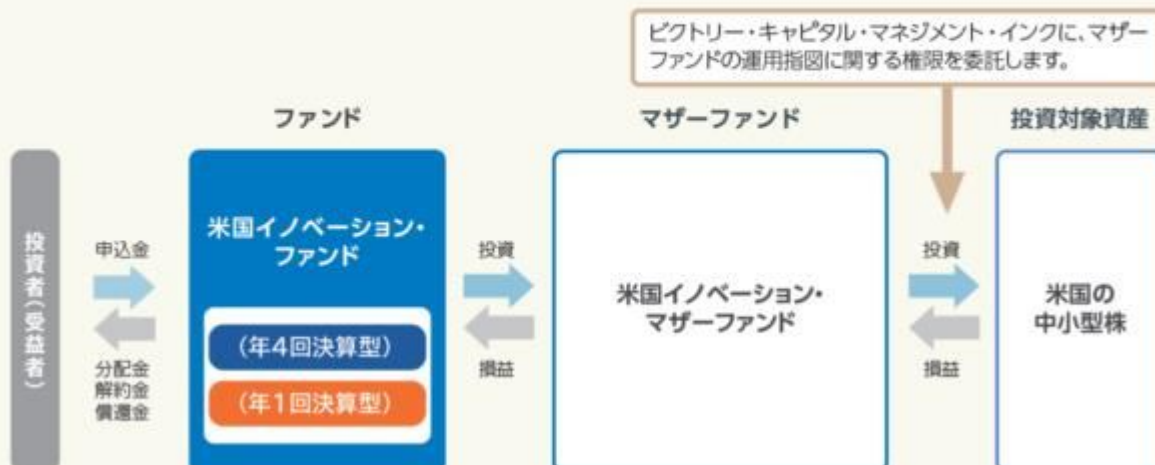 ビクトリー・キャピタル・マネジメント・インクに、マザー
ファンドの運用指図に関する権限を委託します。
ファンド
マザーファンド
投資対象資産
投資者(受益者)
申込金
分配金
解約金
償還金
米国イノベーション・
ファンド
(年4回決算型)
(年1回決算型)
投資
損益
米国イノベーション・
マザーファンド
投資
損益
米国の
中小型株